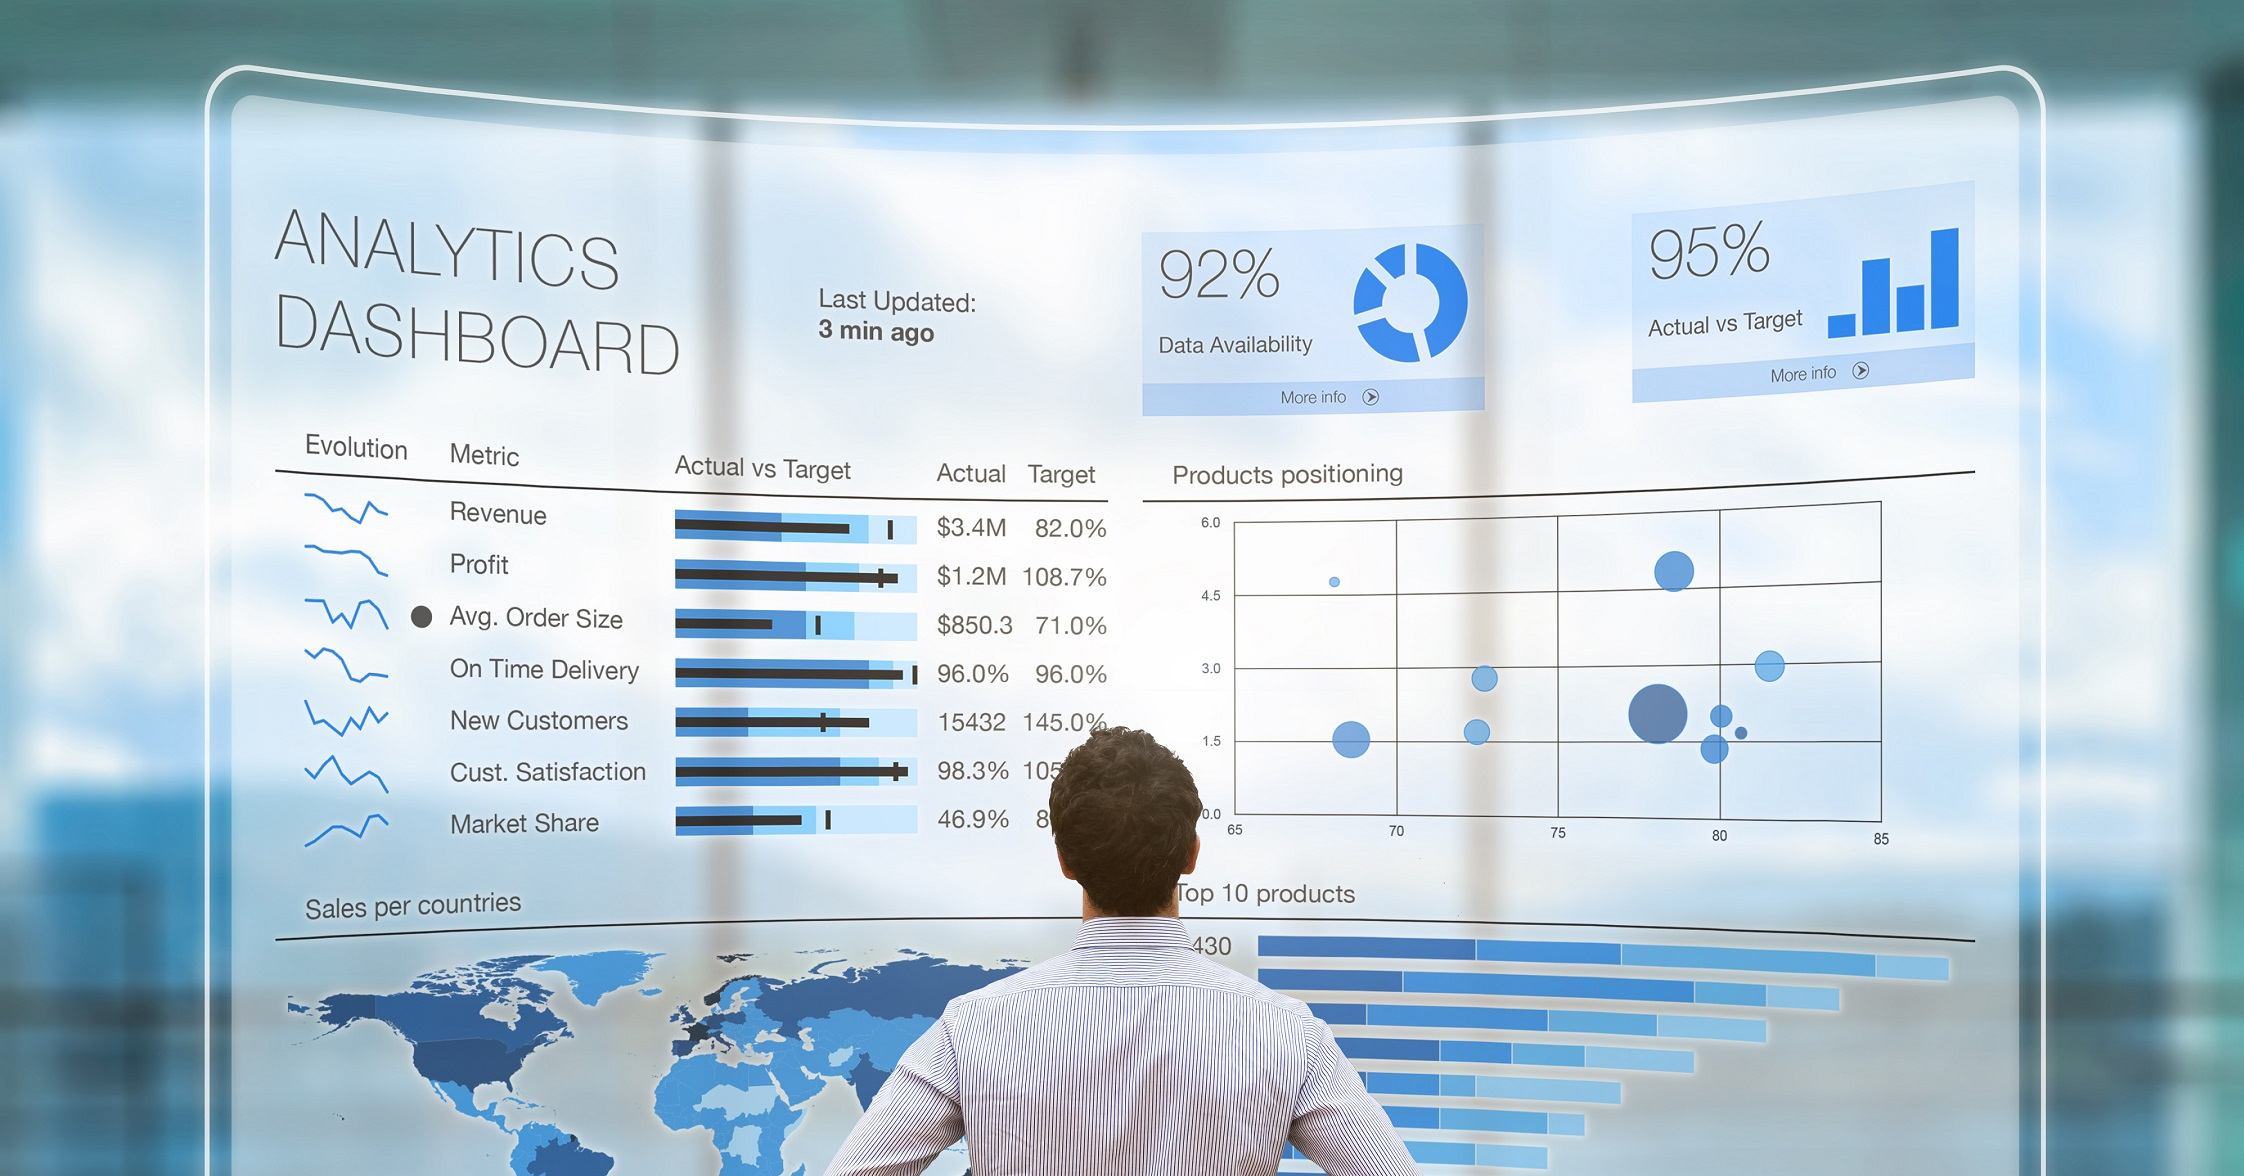 ANALYTICS
DASHBOARD
Last Updated:
3 min ago
92%
Data Availability
More info
95%
Actual vs Target
More info
Evolution Metric Actual vs Target Actual Target
Revenue $3.4M 82.0%
Profit $1.2M 108.7%
Avg. Order Size $850.3 71.0%
On Time Delivery 96.0% 96.0%
New Customers 15432 145.0%
Cust. Satisfaction 98.3%
Market Share 46.9%
Products positioning
6.0
4.5
3.0
1.5
0.0
65 70 75 80 85
Sales per countries
Top 10 products